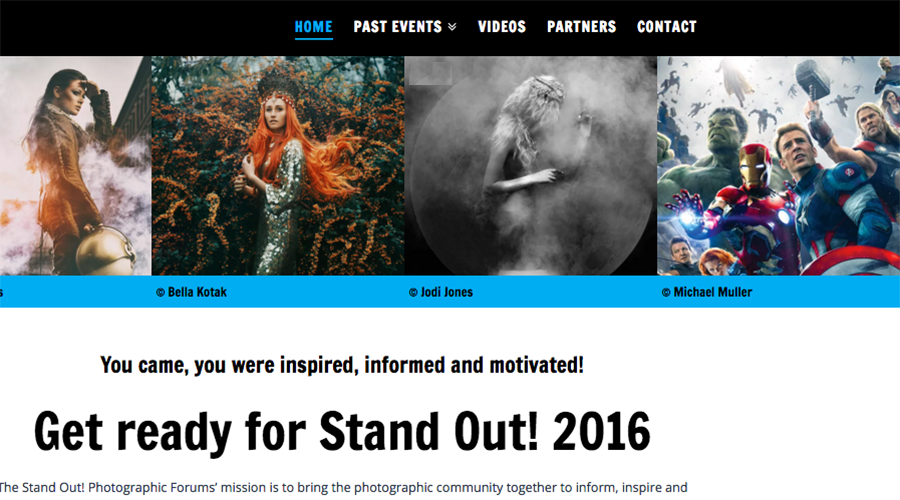 HOME PAST EVENTS VIDEOS PARTNERS CONTACT
© Bella Kotak © Jodi Jones © Michael Muller
You came, you were inspired, informed and motivated!
Get ready for Stand Out! 2016
The Stand Out! Photographic Forums' mission is to bring the photographic community together to inform, inspire and